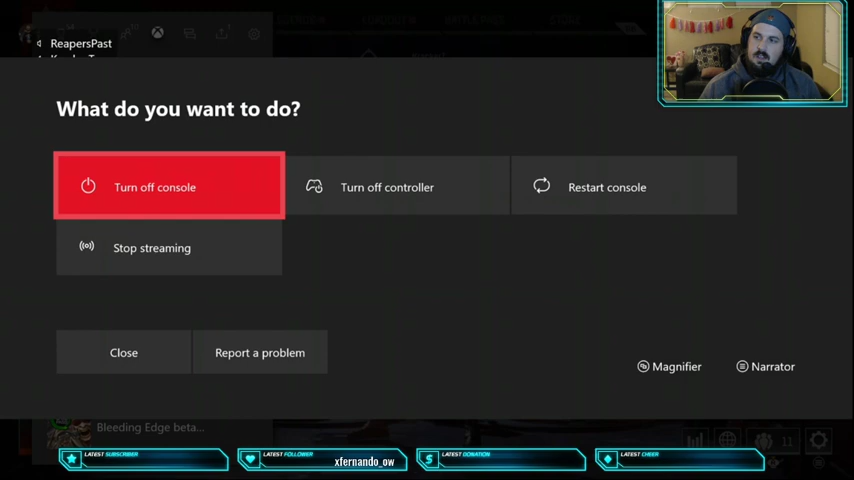 ReapersPast
What do you want to do?
Turn off console
Turn off controller
Restart console
Stop streaming
Close
Report a problem
Magnifier
Narrator
Bleeding Edge beta...
11
LATEST SUBSCRIBER
LATEST FOLLOWER
xfernando_ow
LATEST DONATION
LATEST CHEER